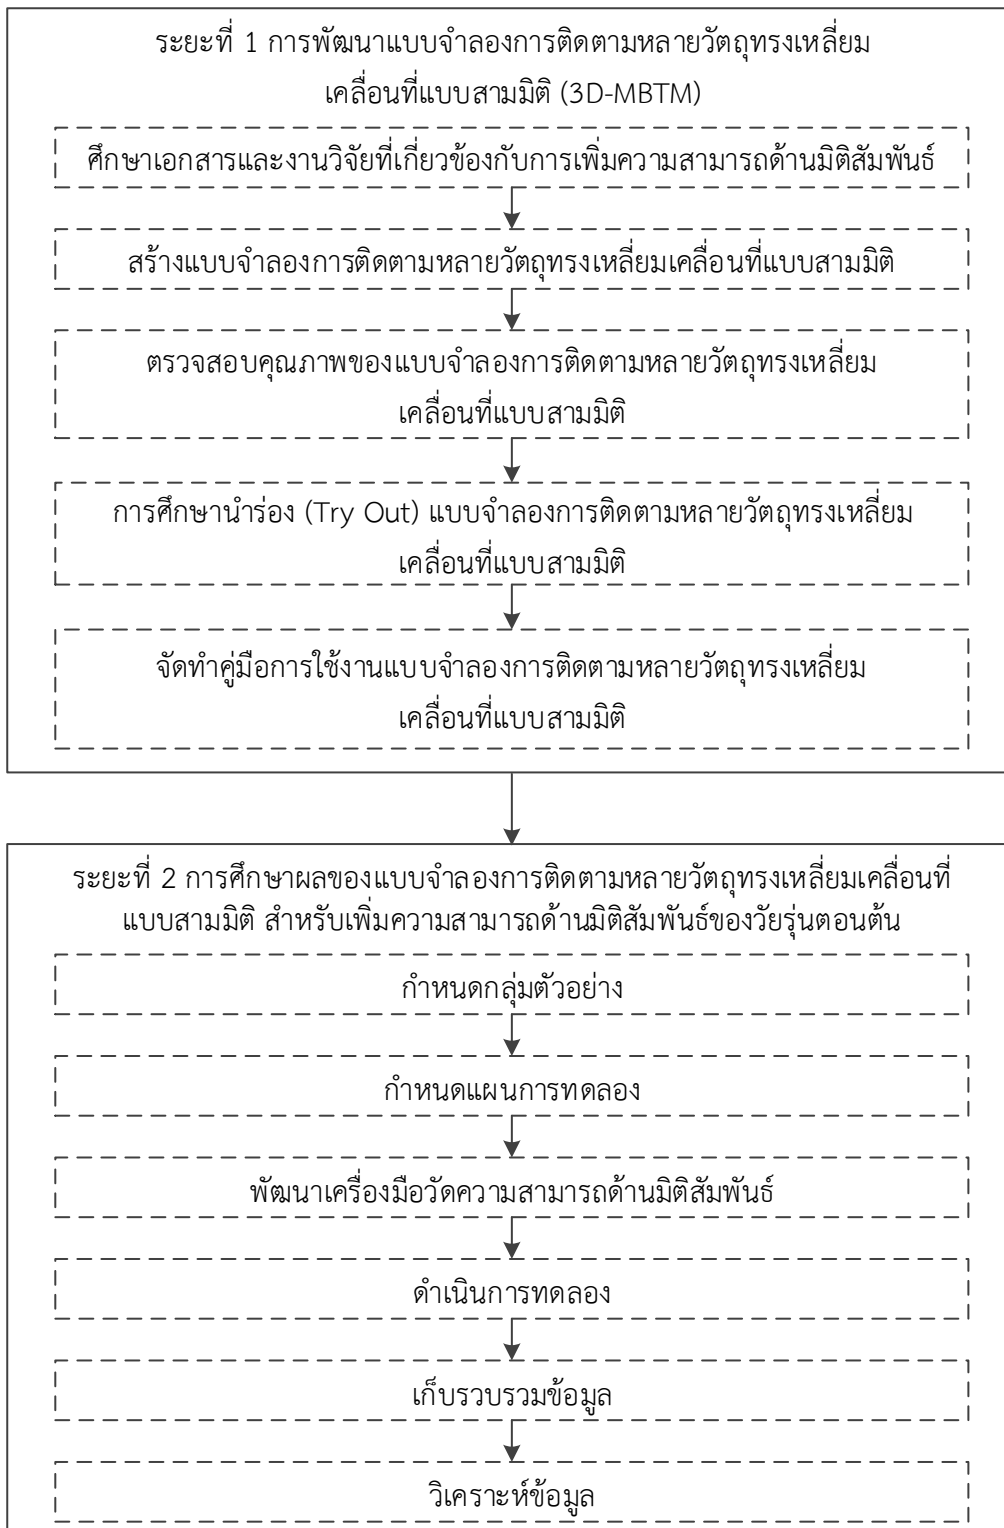 ระยะที่ 1 การพัฒนาแบบจำลองการติดตามหลายวัตถุทรงเหลี่ยม
เคลื่อนที่แบบสามมิติ (3D-MBTM)
ศึกษาเอกสารและงานวิจัยที่เกี่ยวข้องกับการเพิ่มความสามารถด้านมิติสัมพันธ์
สร้างแบบจำลองการติดตามหลายวัตถุทรงเหลี่ยมเคลื่อนที่แบบสามมิติ
ตรวจสอบคุณภาพของแบบจำลองการติดตามหลายวัตถุทรงเหลี่ยม
เคลื่อนที่แบบสามมิติ
การศึกษานำร่อง (Try Out) แบบจำลองการติดตามหลายวัตถุทรงเหลี่ยม
เคลื่อนที่แบบสามมิติ
จัดทำคู่มือการใช้งานแบบจำลองการติดตามหลายวัตถุทรงเหลี่ยม
เคลื่อนที่แบบสามมิติ
ระยะที่ 2 การศึกษาผลของแบบจำลองการติดตามหลายวัตถุทรงเหลี่ยมเคลื่อนที่
แบบสามมิติ สำหรับเพิ่มความสามารถด้านมิติสัมพันธ์ของวัยรุ่นตอนต้น
กำหนดกลุ่มตัวอย่าง
กำหนดแผนการทดลอง
พัฒนาเครื่องมือวัดความสามารถด้านมิติสัมพันธ์
ดำเนินการทดลอง
เก็บรวบรวมข้อมูล
วิเคราะห์ข้อมูล